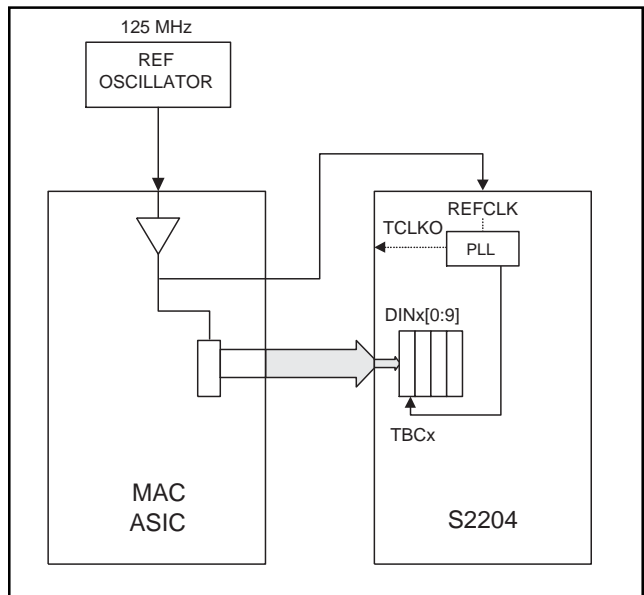 125 MHz
REF
OSCILLATOR
REFCLK
TCLKO
PLL
DINx[0:9]
TBCx
MAC
ASIC
S2204